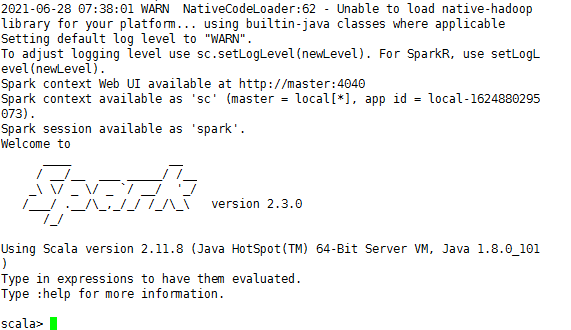 2021-06-28 07:38:01 WARN  NativeCodeLoader:62 - Unable to load native-hadoop
library for your platform... using builtin-java classes where applicable
Setting default log level to "WARN".
To adjust logging level use sc.setLogLevel(newLevel). For SparkR, use setLogL
evel(newLevel).
Spark context Web UI available at http://master:4040
Spark context available as 'sc' (master = local[*], app id = local-1624880295
073).
Spark session available as 'spark'.
Welcome to
      ____              __
     / __/__  ___ _____/ /__
    _\ \/ _ \/ _ `/ __/  '_/
   /___/ .__/\_,_/_/ /_/\_\   version 2.3.0
      /_/

Using Scala version 2.11.8 (Java HotSpot(TM) 64-Bit Server VM, Java 1.8.0_101
)
Type in expressions to have them evaluated.
Type :help for more information.

scala>